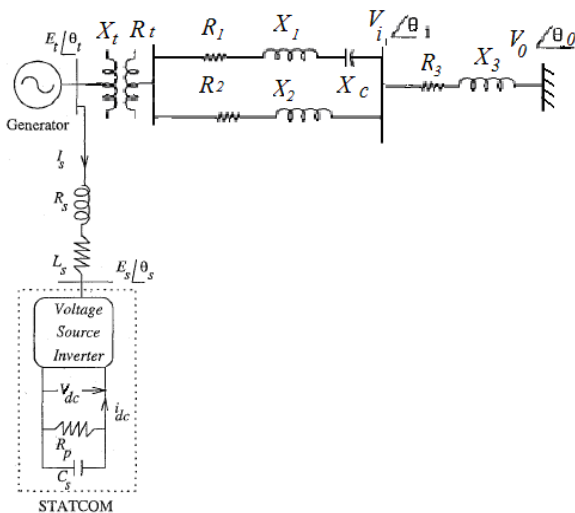 E_t∠θ_t
X_t
R_t
R_1
X_1
X_c
V_i∠θ_i
R_3
X_3
V_0∠θ_0
R_2
X_2
Generator
I_s
R_s
L_s
E_s∠θ_s
Voltage
Source
Inverter
V_dc
i_dc
R_p
C_s
STATCOM